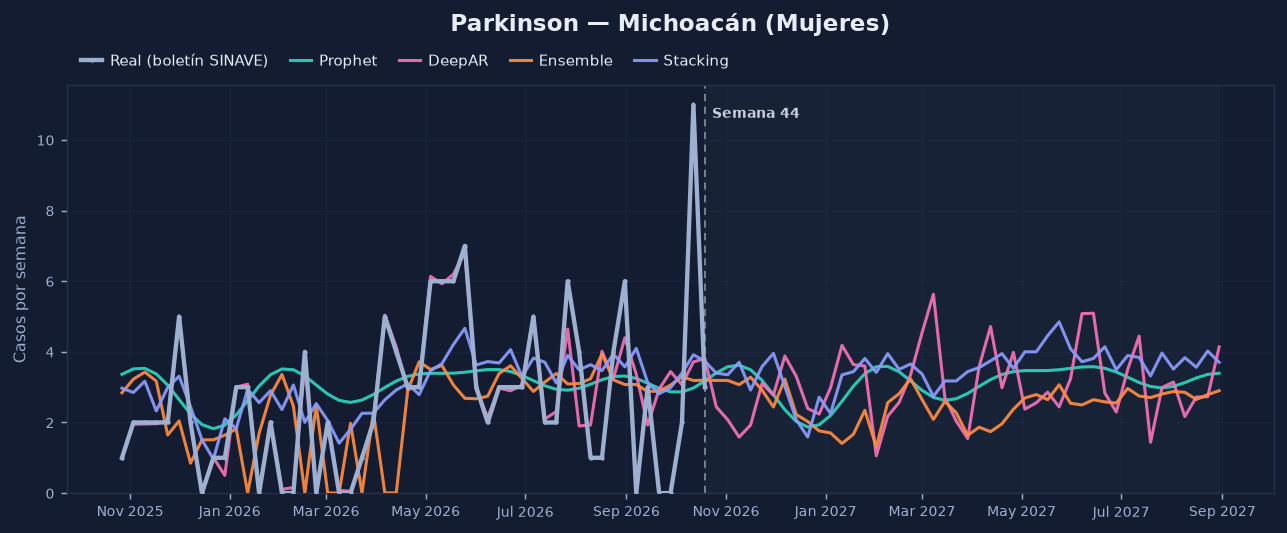 Parkinson — Michoacán (Mujeres)
Real (boletín SINAVE) Prophet DeepAR Ensemble Stacking
Semana 44
Casos por semana
10
8
6
4
2
0
Nov 2025 Jan 2026 Mar 2026 May 2026 Jul 2026 Sep 2026 Nov 2026 Jan 2027 Mar 2027 May 2027 Jul 2027 Sep 2027